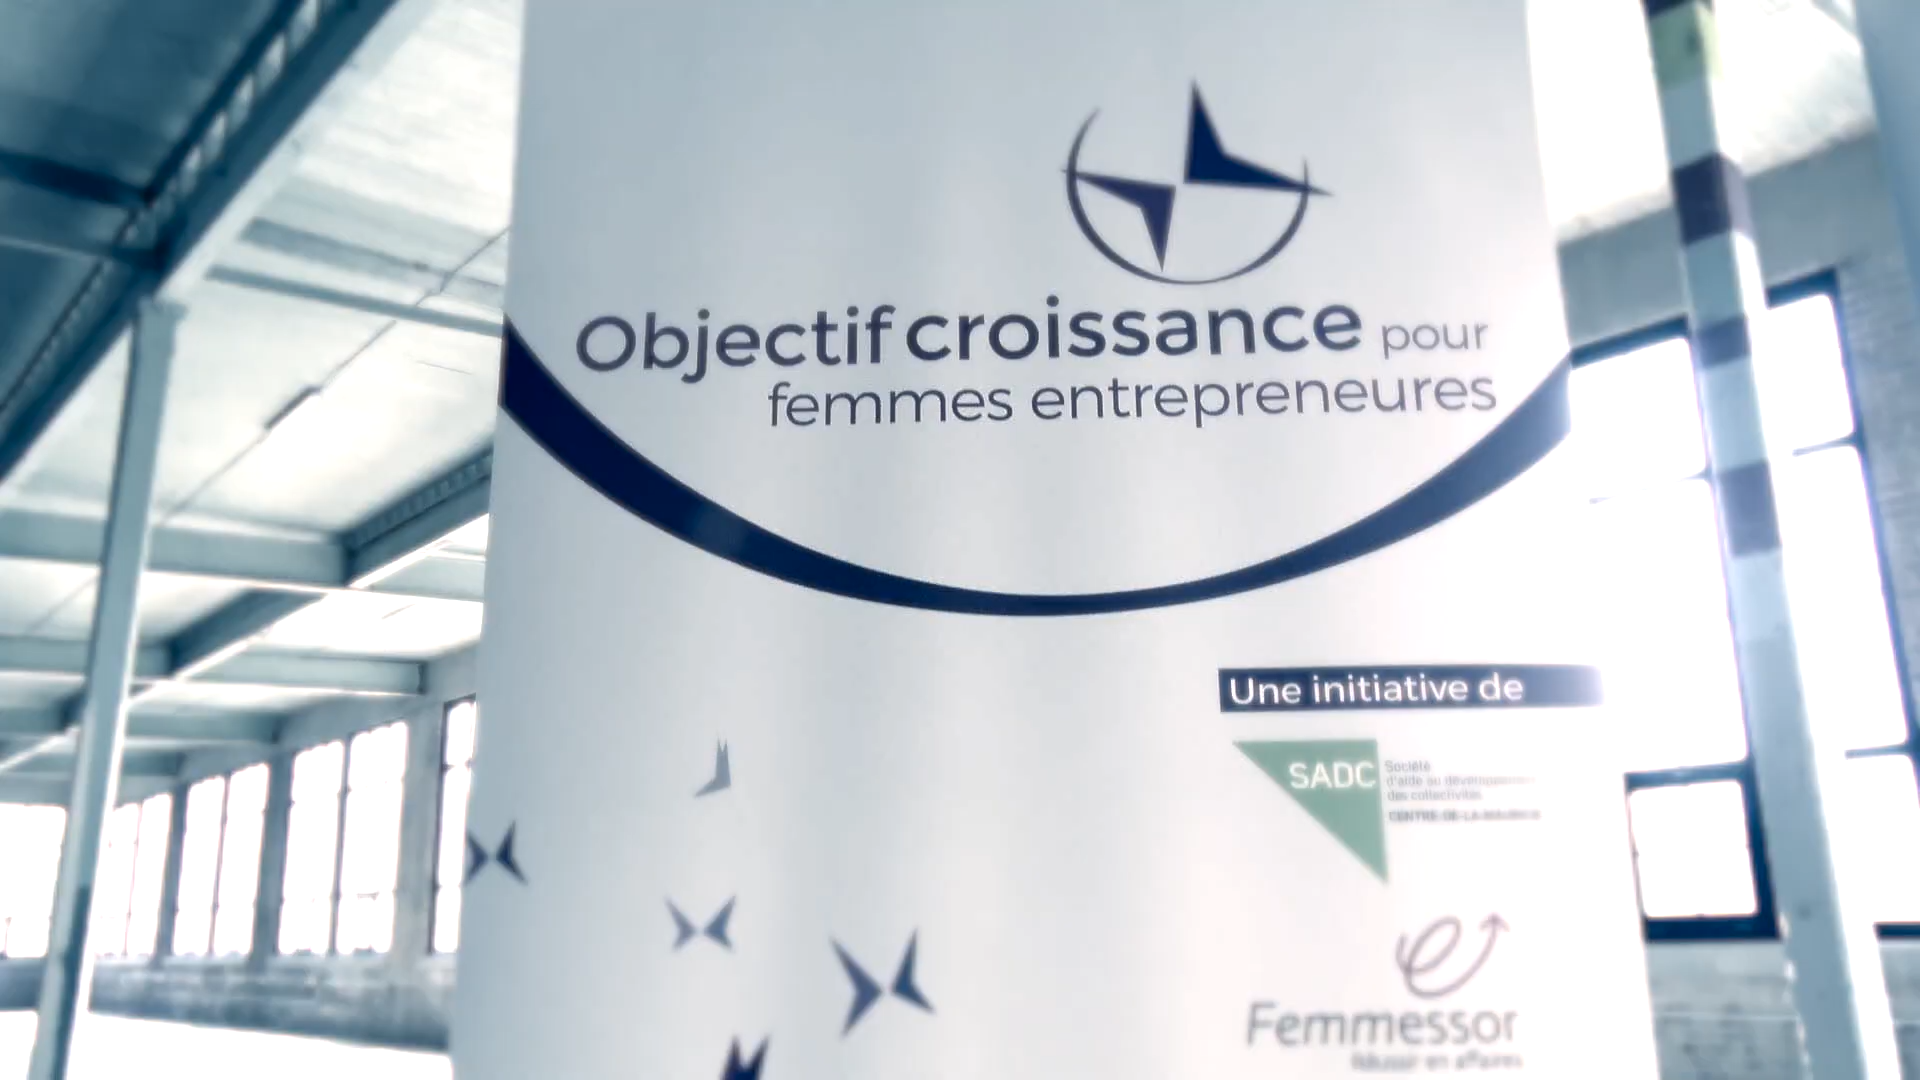 Objectif croissance pour
femmes entrepreneures
Une initiative de
SADC
Société
d'aide au développement
des collectivités
CENTRE-DE-LA-MAURICIE
Femmessor
Réussir en affaires